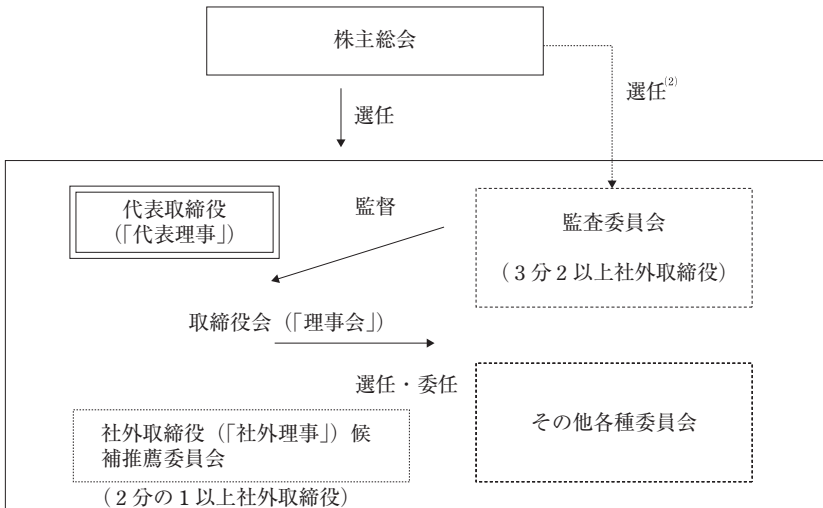 株主総会
選任⁽²⁾
選任
代表取締役
(「代表理事」)
監督
監査委員会
(3分2以上社外取締役)
取締役会(「理事会」)
選任・委任
社外取締役(「社外理事」)候
補推薦委員会
(2分の1以上社外取締役)
その他各種委員会